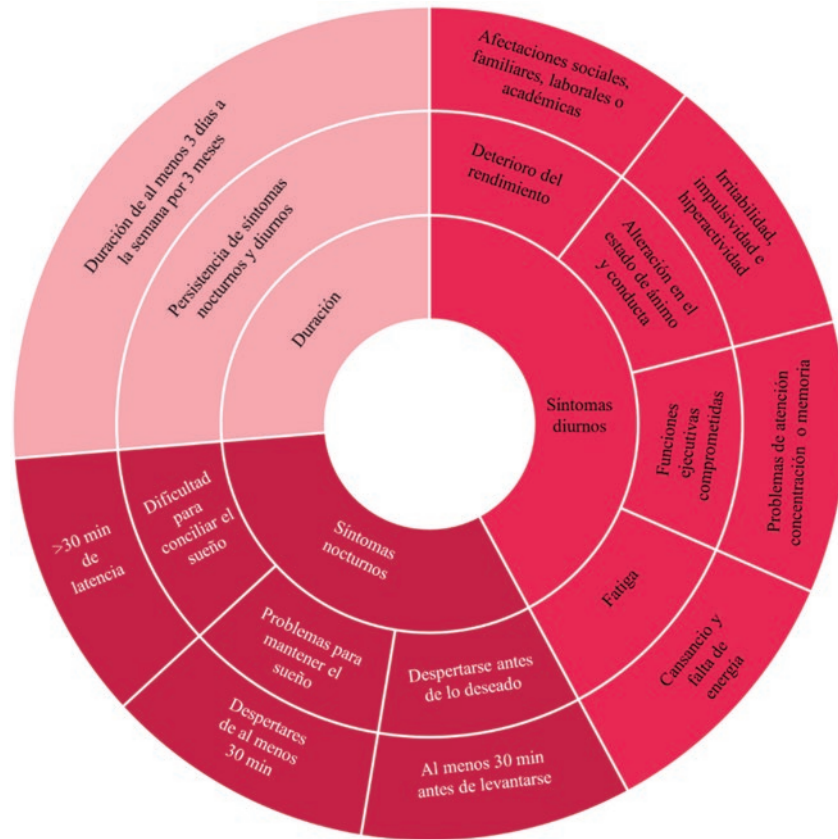 Afectaciones sociales,
familiares, laborales o
académicas
Deterioro del
rendimiento
Irritabilidad,
impulsividad e
hiperactividad
Alteración en el
estado de ánimo
y conducta
Síntomas
diurnos
Funciones
ejecutivas
comprometidas
Problemas de atención
concentración o memoria
Fatiga
Cansancio y
falta de
energía
Síntomas
nocturnos
Despertarse antes
de lo deseado
Al menos 30 min
antes de levantarse
Problemas para
mantener el
sueño
Despertares
de al menos
30 min
Dificultad
para
conciliar el
sueño
>30 min
de
latencia
Duración
Persistencia de síntomas
nocturnos y diurnos
Duración de al menos 3 días a
la semana por 3 meses